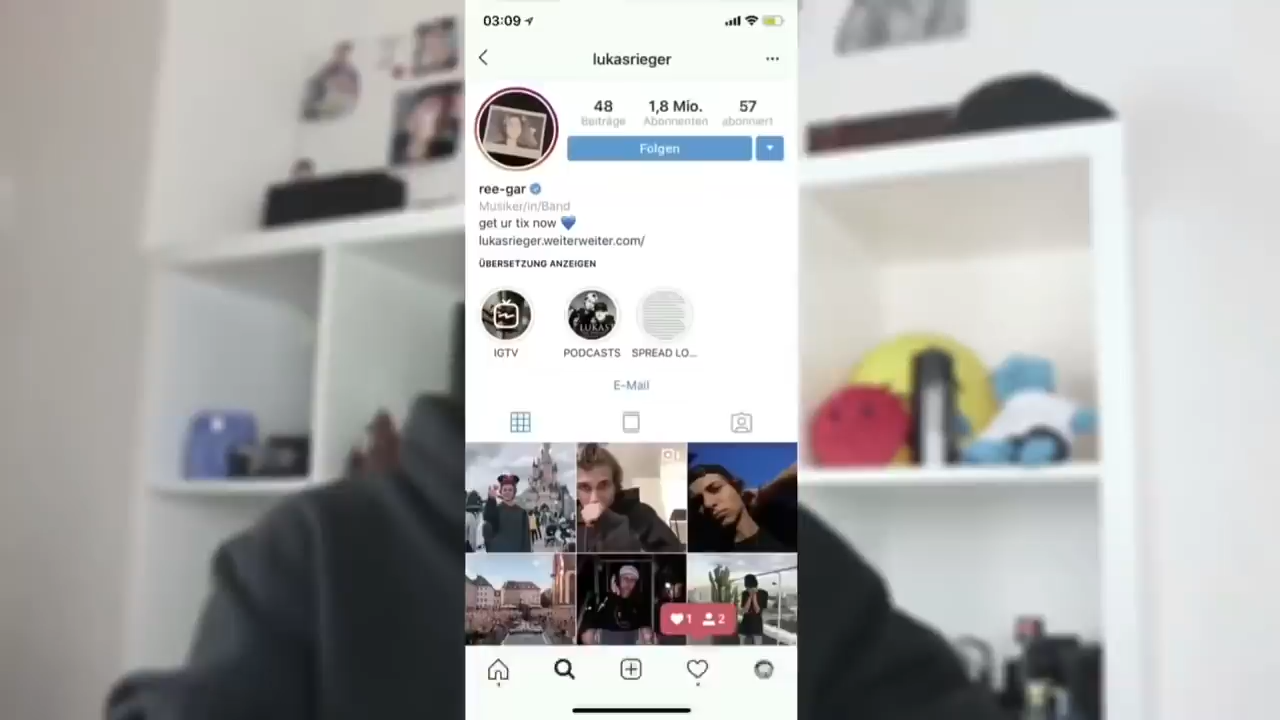 03:09
lukasrieger
48
1,8 Mio.
57
Beiträge
Abonnenten
abonniert
Folgen
ree-gar
Musiker/in/Band
get ur tix now 💙
lukasrieger.weiterweiter.com/
ÜBERSETZUNG ANZEIGEN
LUKAS
IGTV
PODCASTS
SPREAD LO...
E-Mail
1
2